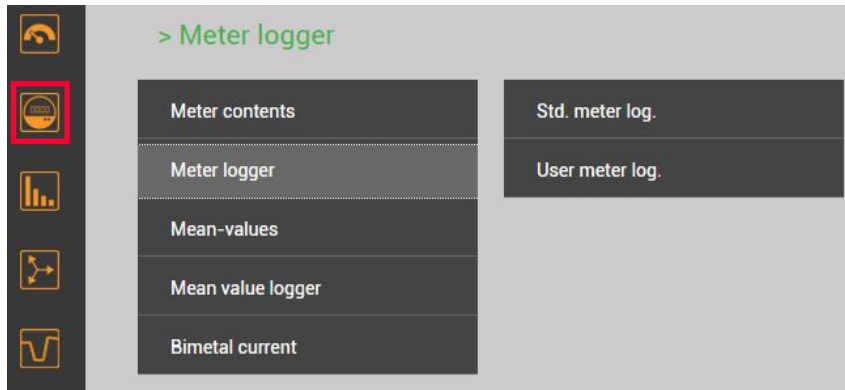 > Meter logger
Meter contents
Meter logger
Mean-values
Mean value logger
Bimetal current
Std. meter log.
User meter log.